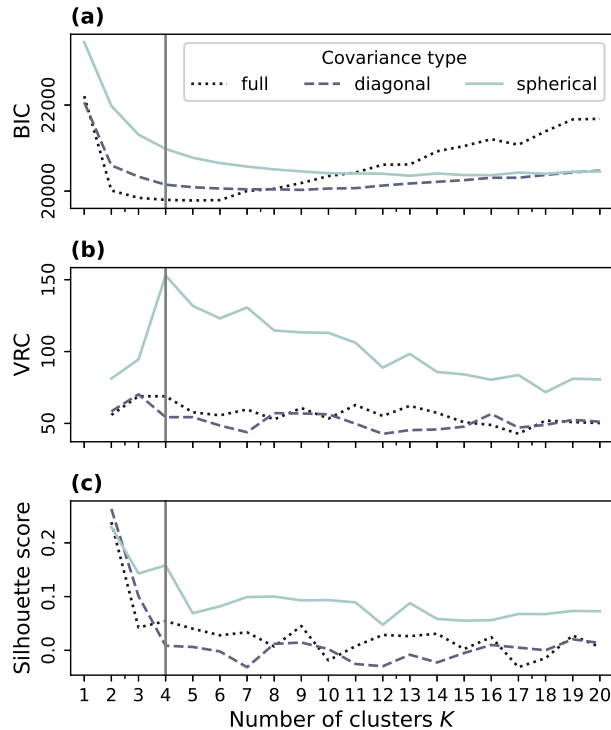 (a)
BIC
22000
20000
Covariance type
full diagonal spherical
(b)
VRC
150
100
50
(c)
Silhouette score
0.2
0.1
0.0
1 2 3 4 5 6 7 8 9 10 11 12 13 14 15 16 17 18 19 20
Number of clusters K